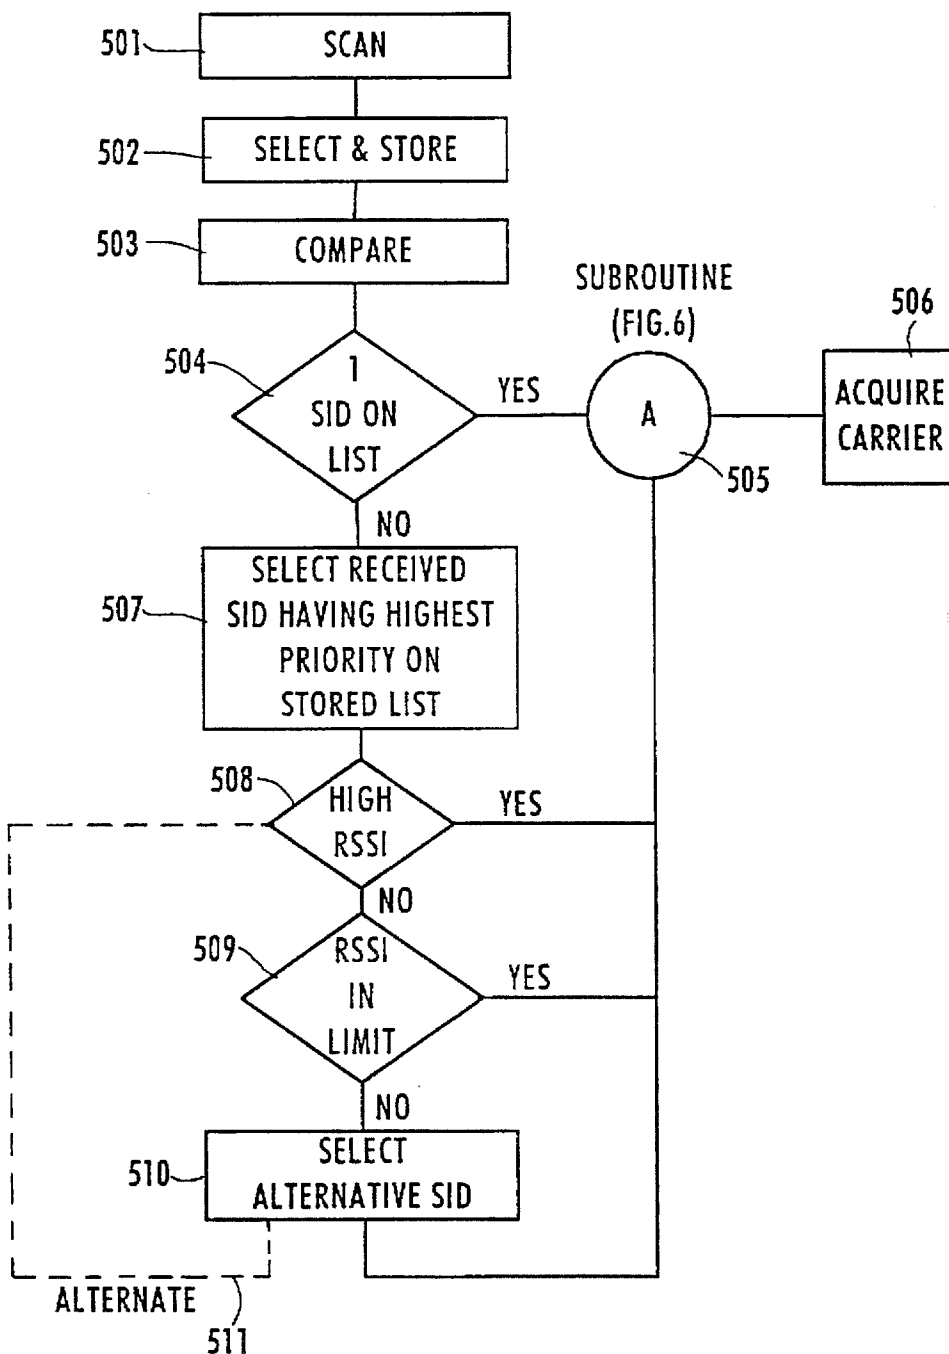 501
SCAN
502
SELECT & STORE
503
COMPARE
SUBROUTINE
(FIG.6)
506
504
1
SID ON
LIST
YES
A
505
ACQUIRE
CARRIER
NO
507
SELECT RECEIVED
SID HAVING HIGHEST
PRIORITY ON
STORED LIST
508
HIGH
RSSI
YES
NO
509
RSSI
IN
LIMIT
YES
NO
510
SELECT
ALTERNATIVE SID
ALTERNATE
511